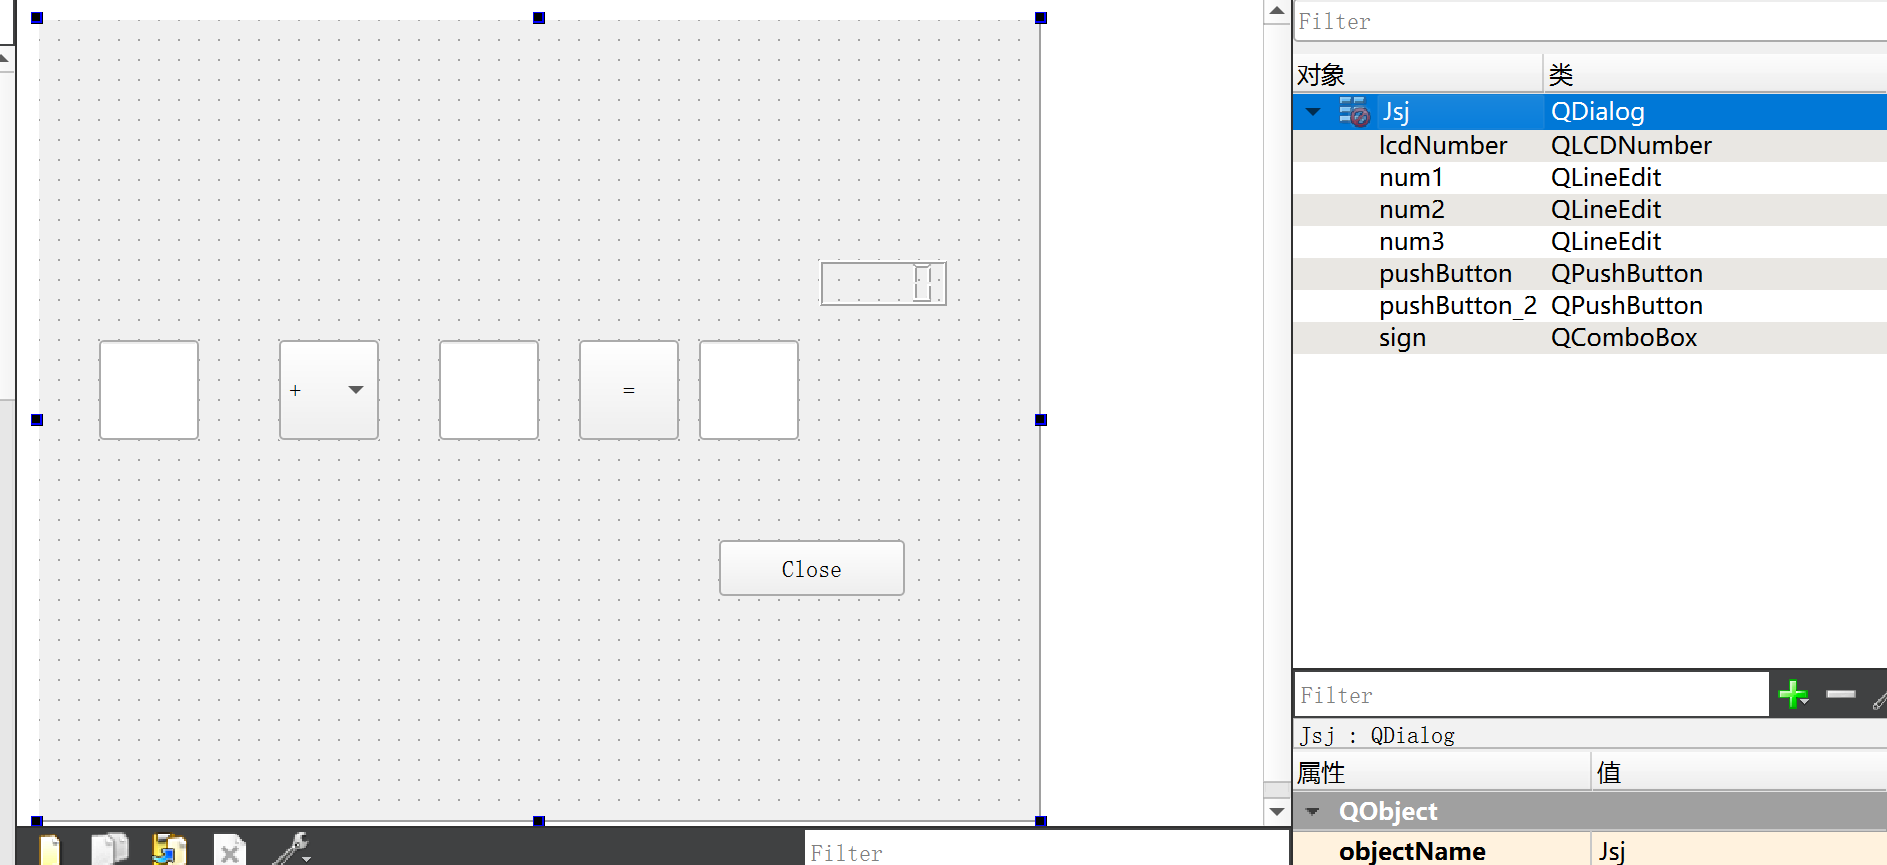 Filter
对象 类
Jsj QDialog
lcdNumber QLCDNumber
num1 QLineEdit
num2 QLineEdit
num3 QLineEdit
pushButton QPushButton
pushButton_2 QPushButton
sign QComboBox
0
+ =
Close
Filter
Jsj : QDialog
属性 值
QObject
objectName Jsj
Filter